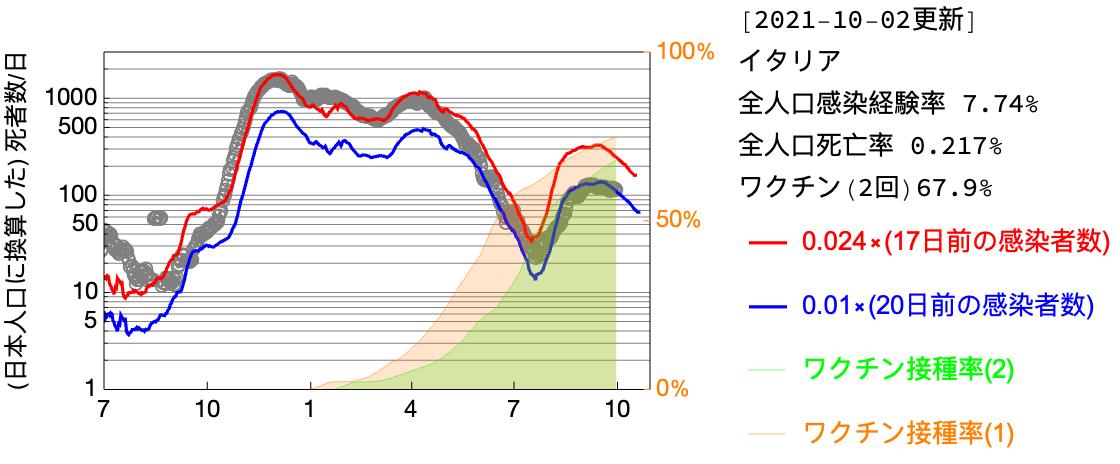 [2021-10-02更新]
イタリア
全人口感染経験率 7.74%
全人口死亡率 0.217%
ワクチン(2回)67.9%
0.024×(17日前の感染者数)
0.01×(20日前の感染者数)
ワクチン接種率(2)
ワクチン接種率(1)
(日本人口に換算した) 死者数/日
1000
500
100
50
10
5
1
100%
50%
0%
7 10 1 4 7 10